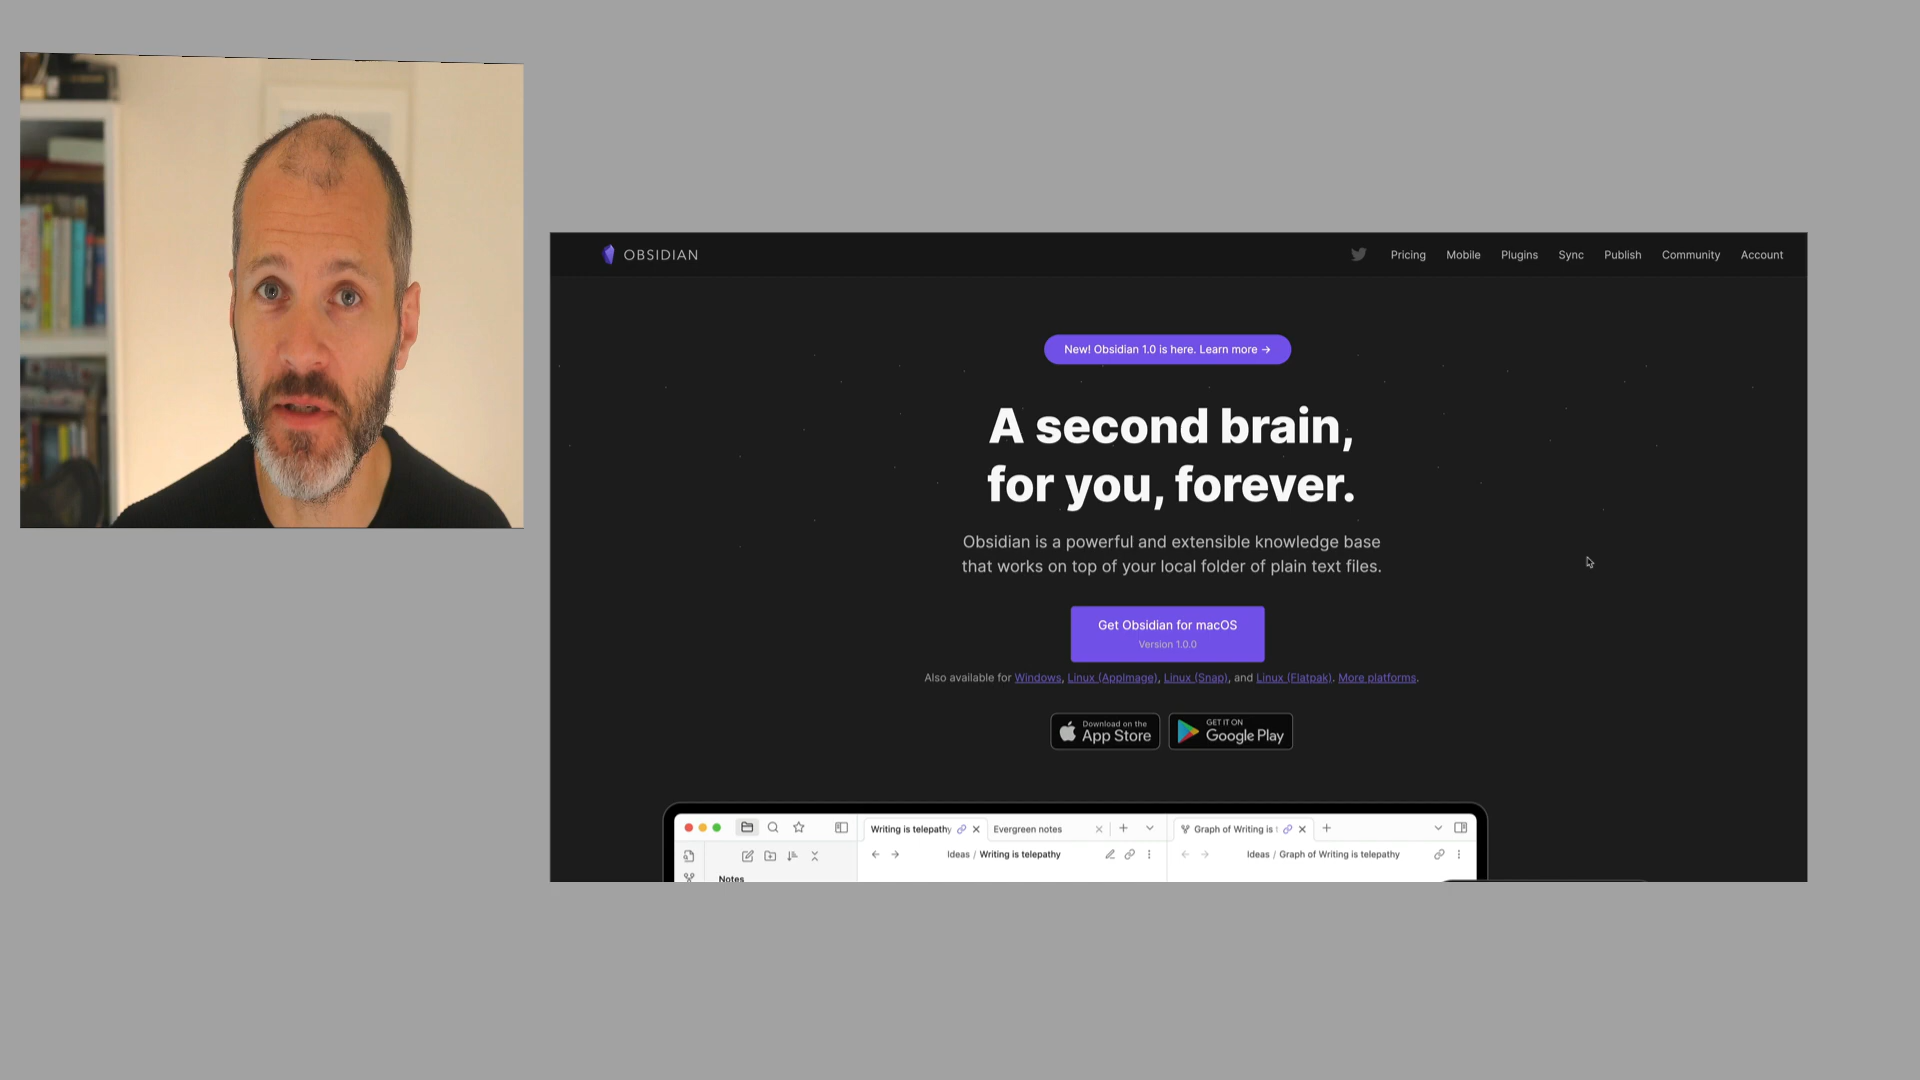 OBSIDIAN
Pricing Mobile Plugins Sync Publish Community Account
New! Obsidian 1.0 is here. Learn more →
A second brain,
for you, forever.
Obsidian is a powerful and extensible knowledge base
that works on top of your local folder of plain text files.
Get Obsidian for macOS
Version 1.0.0
Also available for Windows, Linux (AppImage), Linux (Snap), and Linux (Flatpak). More platforms.
Download on the
App Store
GET IT ON
Google Play
Writing is telepathy
Evergreen notes
Graph of Writing is
Ideas / Writing is telepathy
Ideas / Graph of Writing is telepathy
Notes